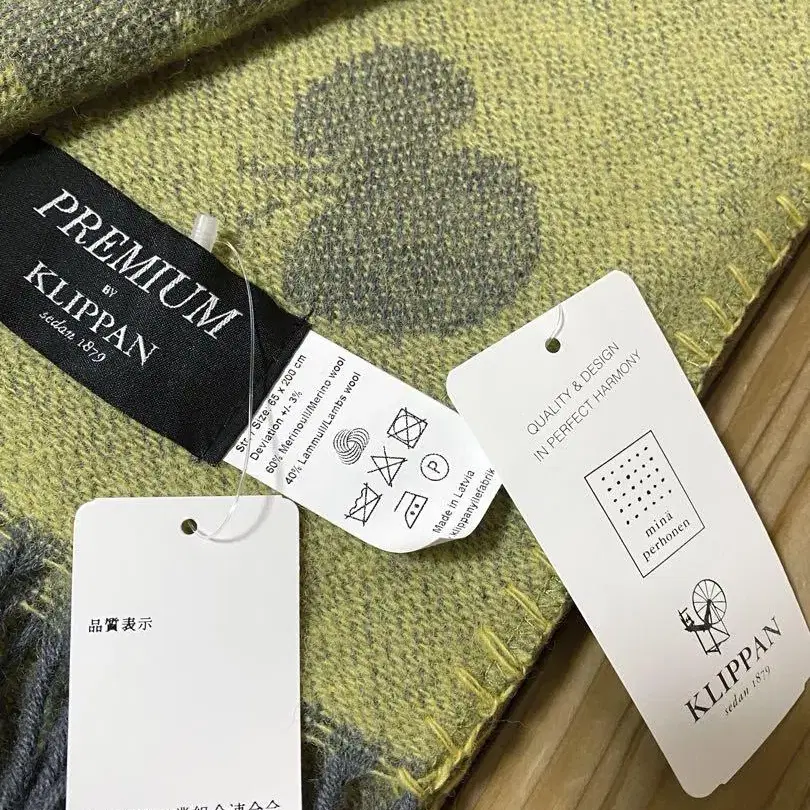 PREMIUM
BY
KLIPPAN
sedan 1879
Size: 65 x 200 cm
Deviation +/- 3%
60% Merinoull/Merino wool
40% Lammull/Lambs wool
P
Made in Latvia
klippanyllefabrik
QUALITY & DESIGN
IN PERFECT HARMONY
minä
perhonen
KLIPPAN
sedan 1879
品質表示